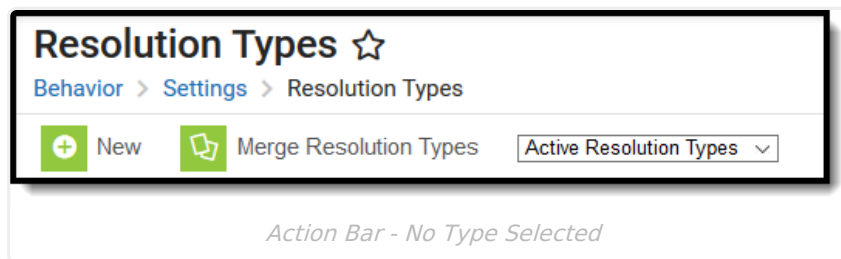 Resolution Types
Behavior > Settings > Resolution Types
New Merge Resolution Types Active Resolution Types
Action Bar - No Type Selected